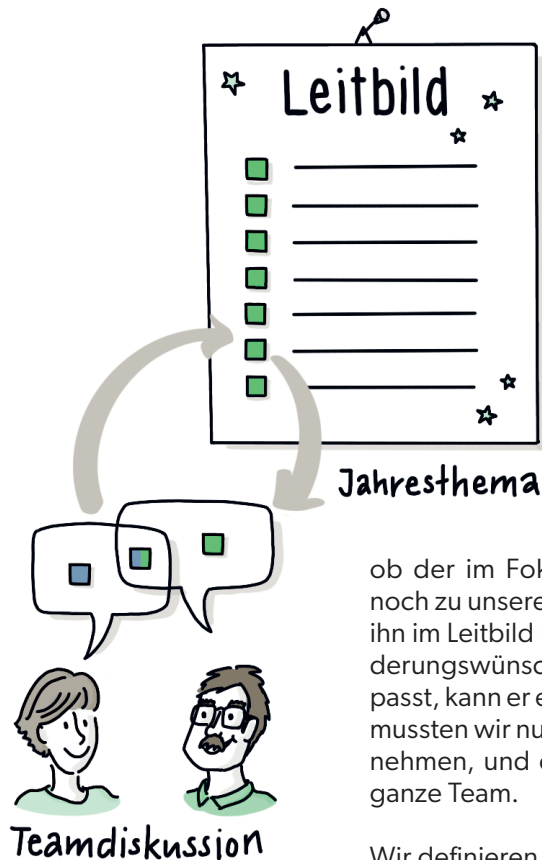 Leitbild
Jahresthema
Teamdiskussion
ob der im Fok
noch zu unsere
ihn im Leitbild
derungswünsc
passt, kann er e
mussten wir nu
nehmen, und
ganze Team.
Wir definieren